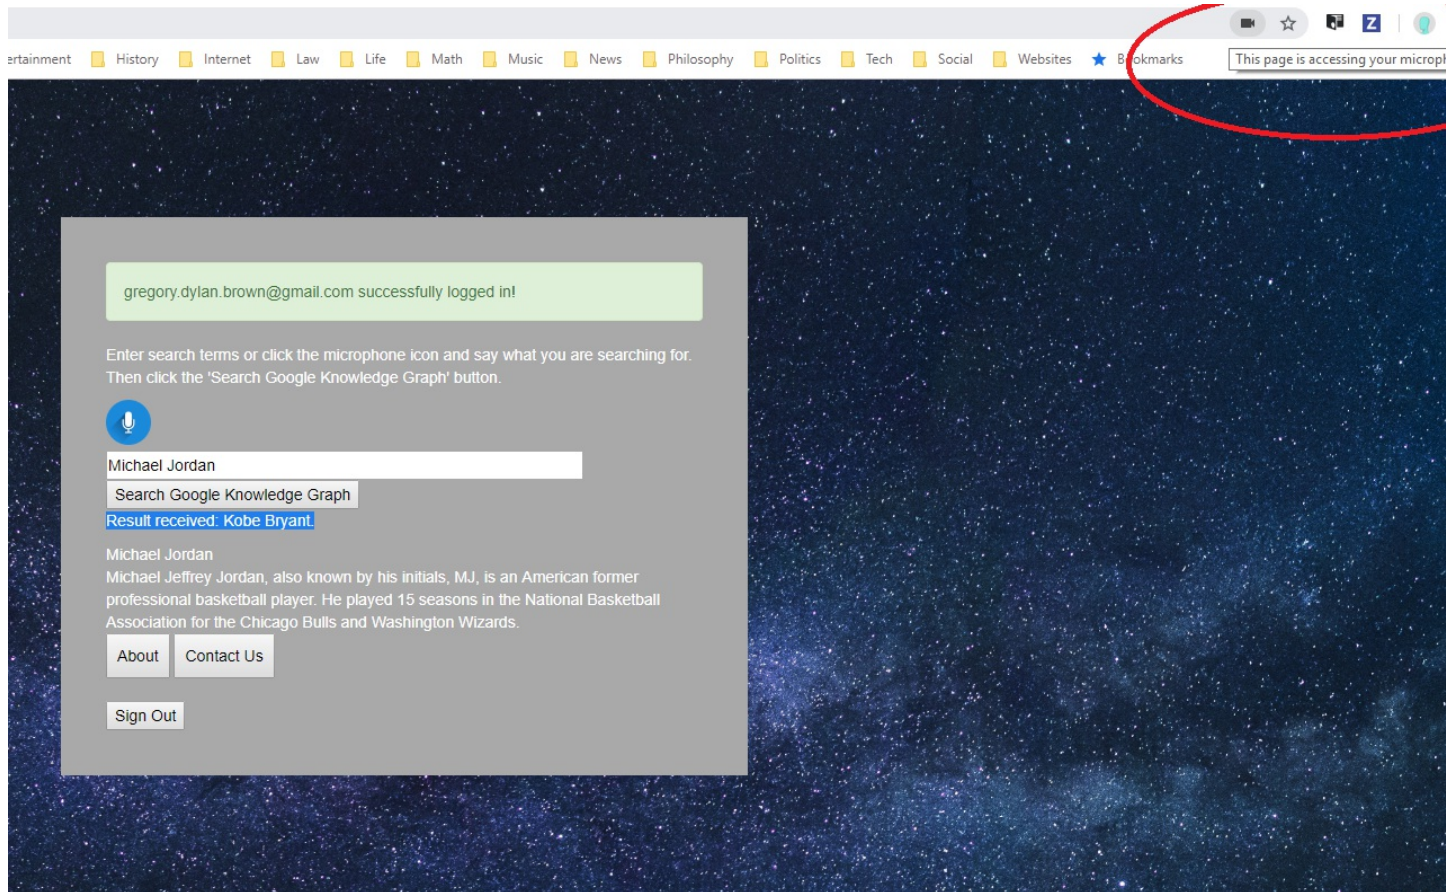 ertainment History Internet Law Life Math Music News Philosophy Politics Tech Social Websites Bookmarks
Z
This page is accessing your microph
gregory.dylan.brown@gmail.com successfully logged in!
Enter search terms or click the microphone icon and say what you are searching for.
Then click the 'Search Google Knowledge Graph' button.
Michael Jordan
Search Google Knowledge Graph
Result received: Kobe Bryant.
Michael Jordan
Michael Jeffrey Jordan, also known by his initials, MJ, is an American former
professional basketball player. He played 15 seasons in the National Basketball
Association for the Chicago Bulls and Washington Wizards.
About Contact Us
Sign Out